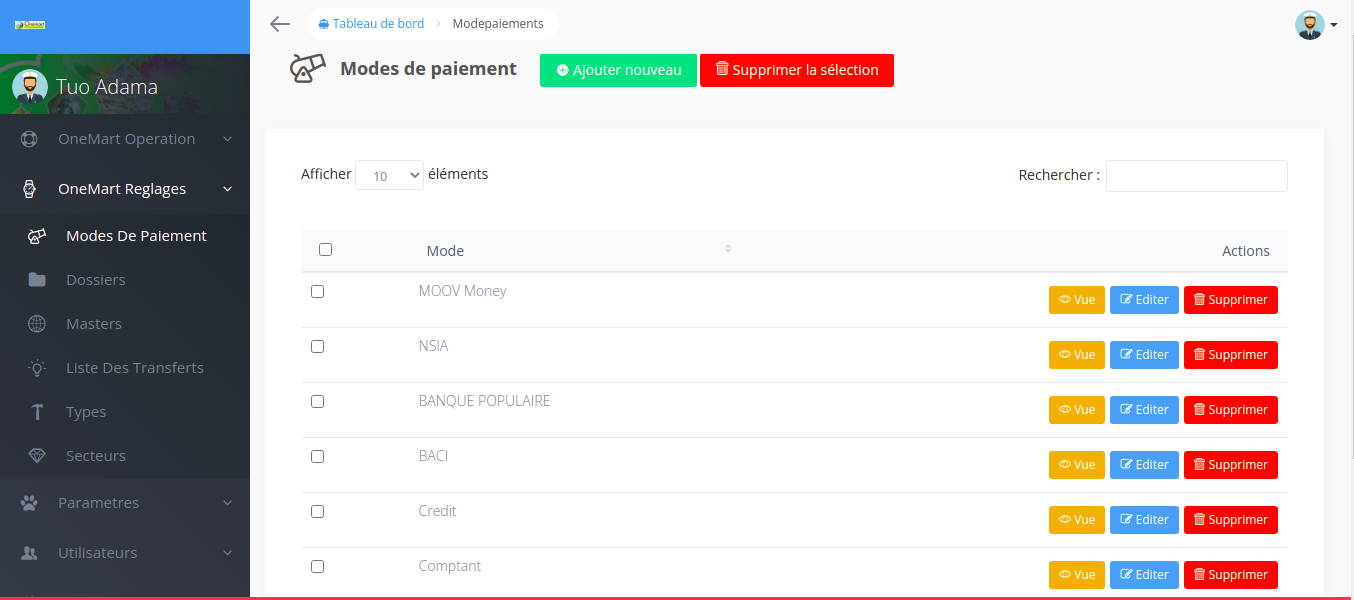 Onemart
Tableau de bord
Modepaiements
Tuo Adama
OneMart Operation
OneMart Reglages
Modes De Paiement
Dossiers
Masters
Liste Des Transferts
Types
Secteurs
Parametres
Utilisateurs
Modes de paiement
Ajouter nouveau
Supprimer la sélection
Afficher 10 éléments
Rechercher :
Mode Actions
MOOV Money Vue Editer Supprimer
NSIA Vue Editer Supprimer
BANQUE POPULAIRE Vue Editer Supprimer
BACI Vue Editer Supprimer
Credit Vue Editer Supprimer
Comptant Vue Editer Supprimer